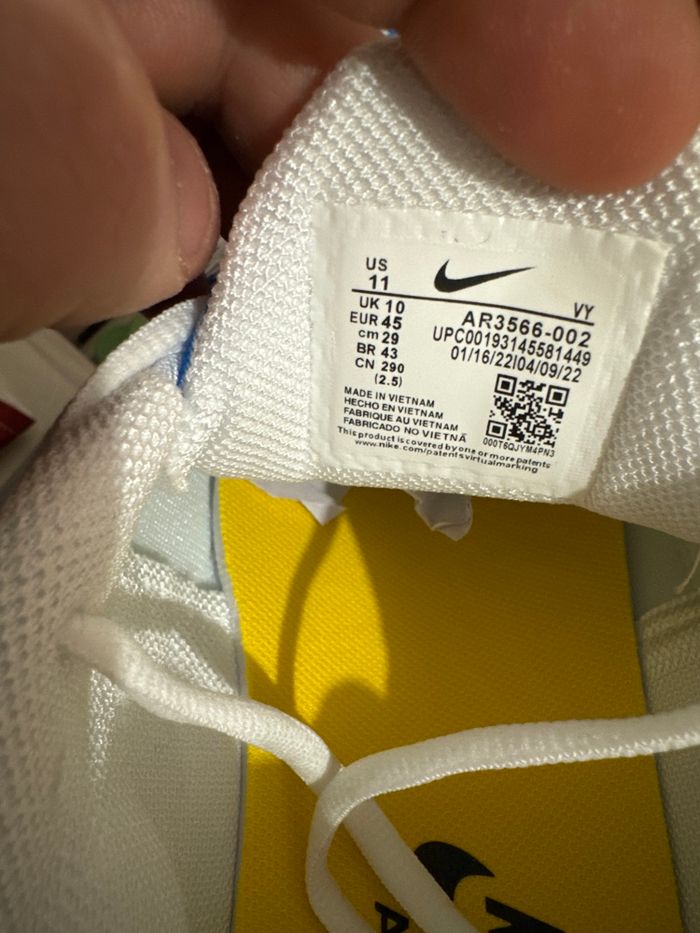 US
11
UK 10
EUR 45
cm 29
BR 43
CN 290
(2.5)
VY
AR3566-002
UPC00193145581449
01/16/22|04/09/22
000T6QJYM4PN3
MADE IN VIETNAM
HECHO EN VIETNAM
FABRIQUE AU VIETNAM
FABRICADO NO VIETNÃ
This product is covered by one or more patents
www.nike.com/patentsvirtualmarking